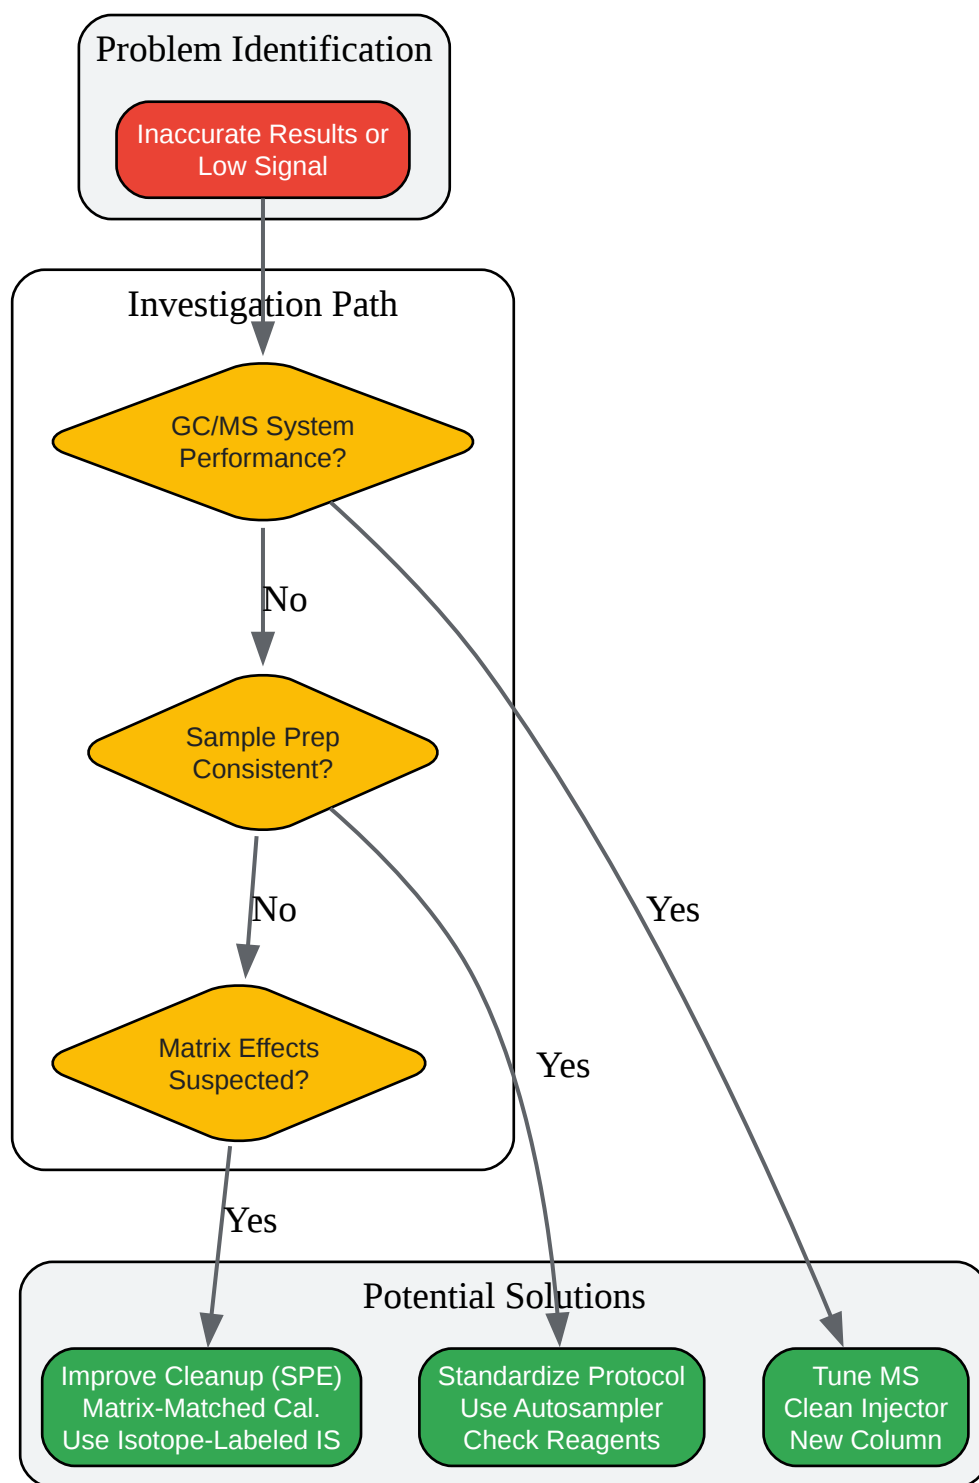 Problem Identification
Inaccurate Results or
Low Signal
Investigation Path
GC/MS System
Performance?
No
Sample Prep
Consistent?
No
Yes
Matrix Effects
Suspected?
Yes
Yes
Potential Solutions
Improve Cleanup (SPE)
Matrix-Matched Cal.
Use Isotope-Labeled IS
Standardize Protocol
Use Autosampler
Check Reagents
Tune MS
Clean Injector
New Column